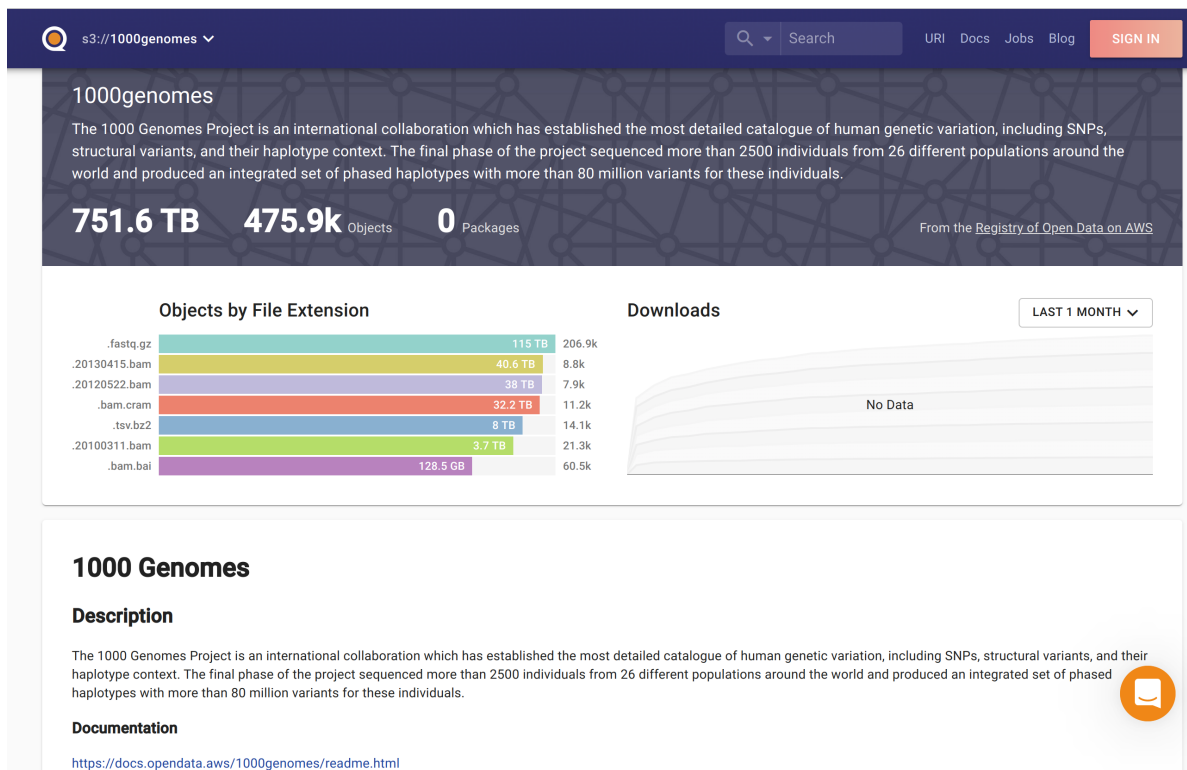 s3://1000genomes
Search
URI Docs Jobs Blog SIGN IN
1000genomes
The 1000 Genomes Project is an international collaboration which has established the most detailed catalogue of human genetic variation, including SNPs,
structural variants, and their haplotype context. The final phase of the project sequenced more than 2500 individuals from 26 different populations around the
world and produced an integrated set of phased haplotypes with more than 80 million variants for these individuals.
751.6 TB 475.9k Objects 0 Packages
From the Registry of Open Data on AWS
Objects by File Extension
.fastq.gz 115 TB 206.9k
.20130415.bam 40.6 TB 8.8k
.20120522.bam 38 TB 7.9k
.bam.cram 32.2 TB 11.2k
.tsv.bz2 8 TB 14.1k
.20100311.bam 3.7 TB 21.3k
.bam.bai 128.5 GB 60.5k
Downloads
LAST 1 MONTH
No Data
1000 Genomes
Description
The 1000 Genomes Project is an international collaboration which has established the most detailed catalogue of human genetic variation, including SNPs, structural variants, and their
haplotype context. The final phase of the project sequenced more than 2500 individuals from 26 different populations around the world and produced an integrated set of phased
haplotypes with more than 80 million variants for these individuals.
Documentation
https://docs.opendata.aws/1000genomes/readme.html